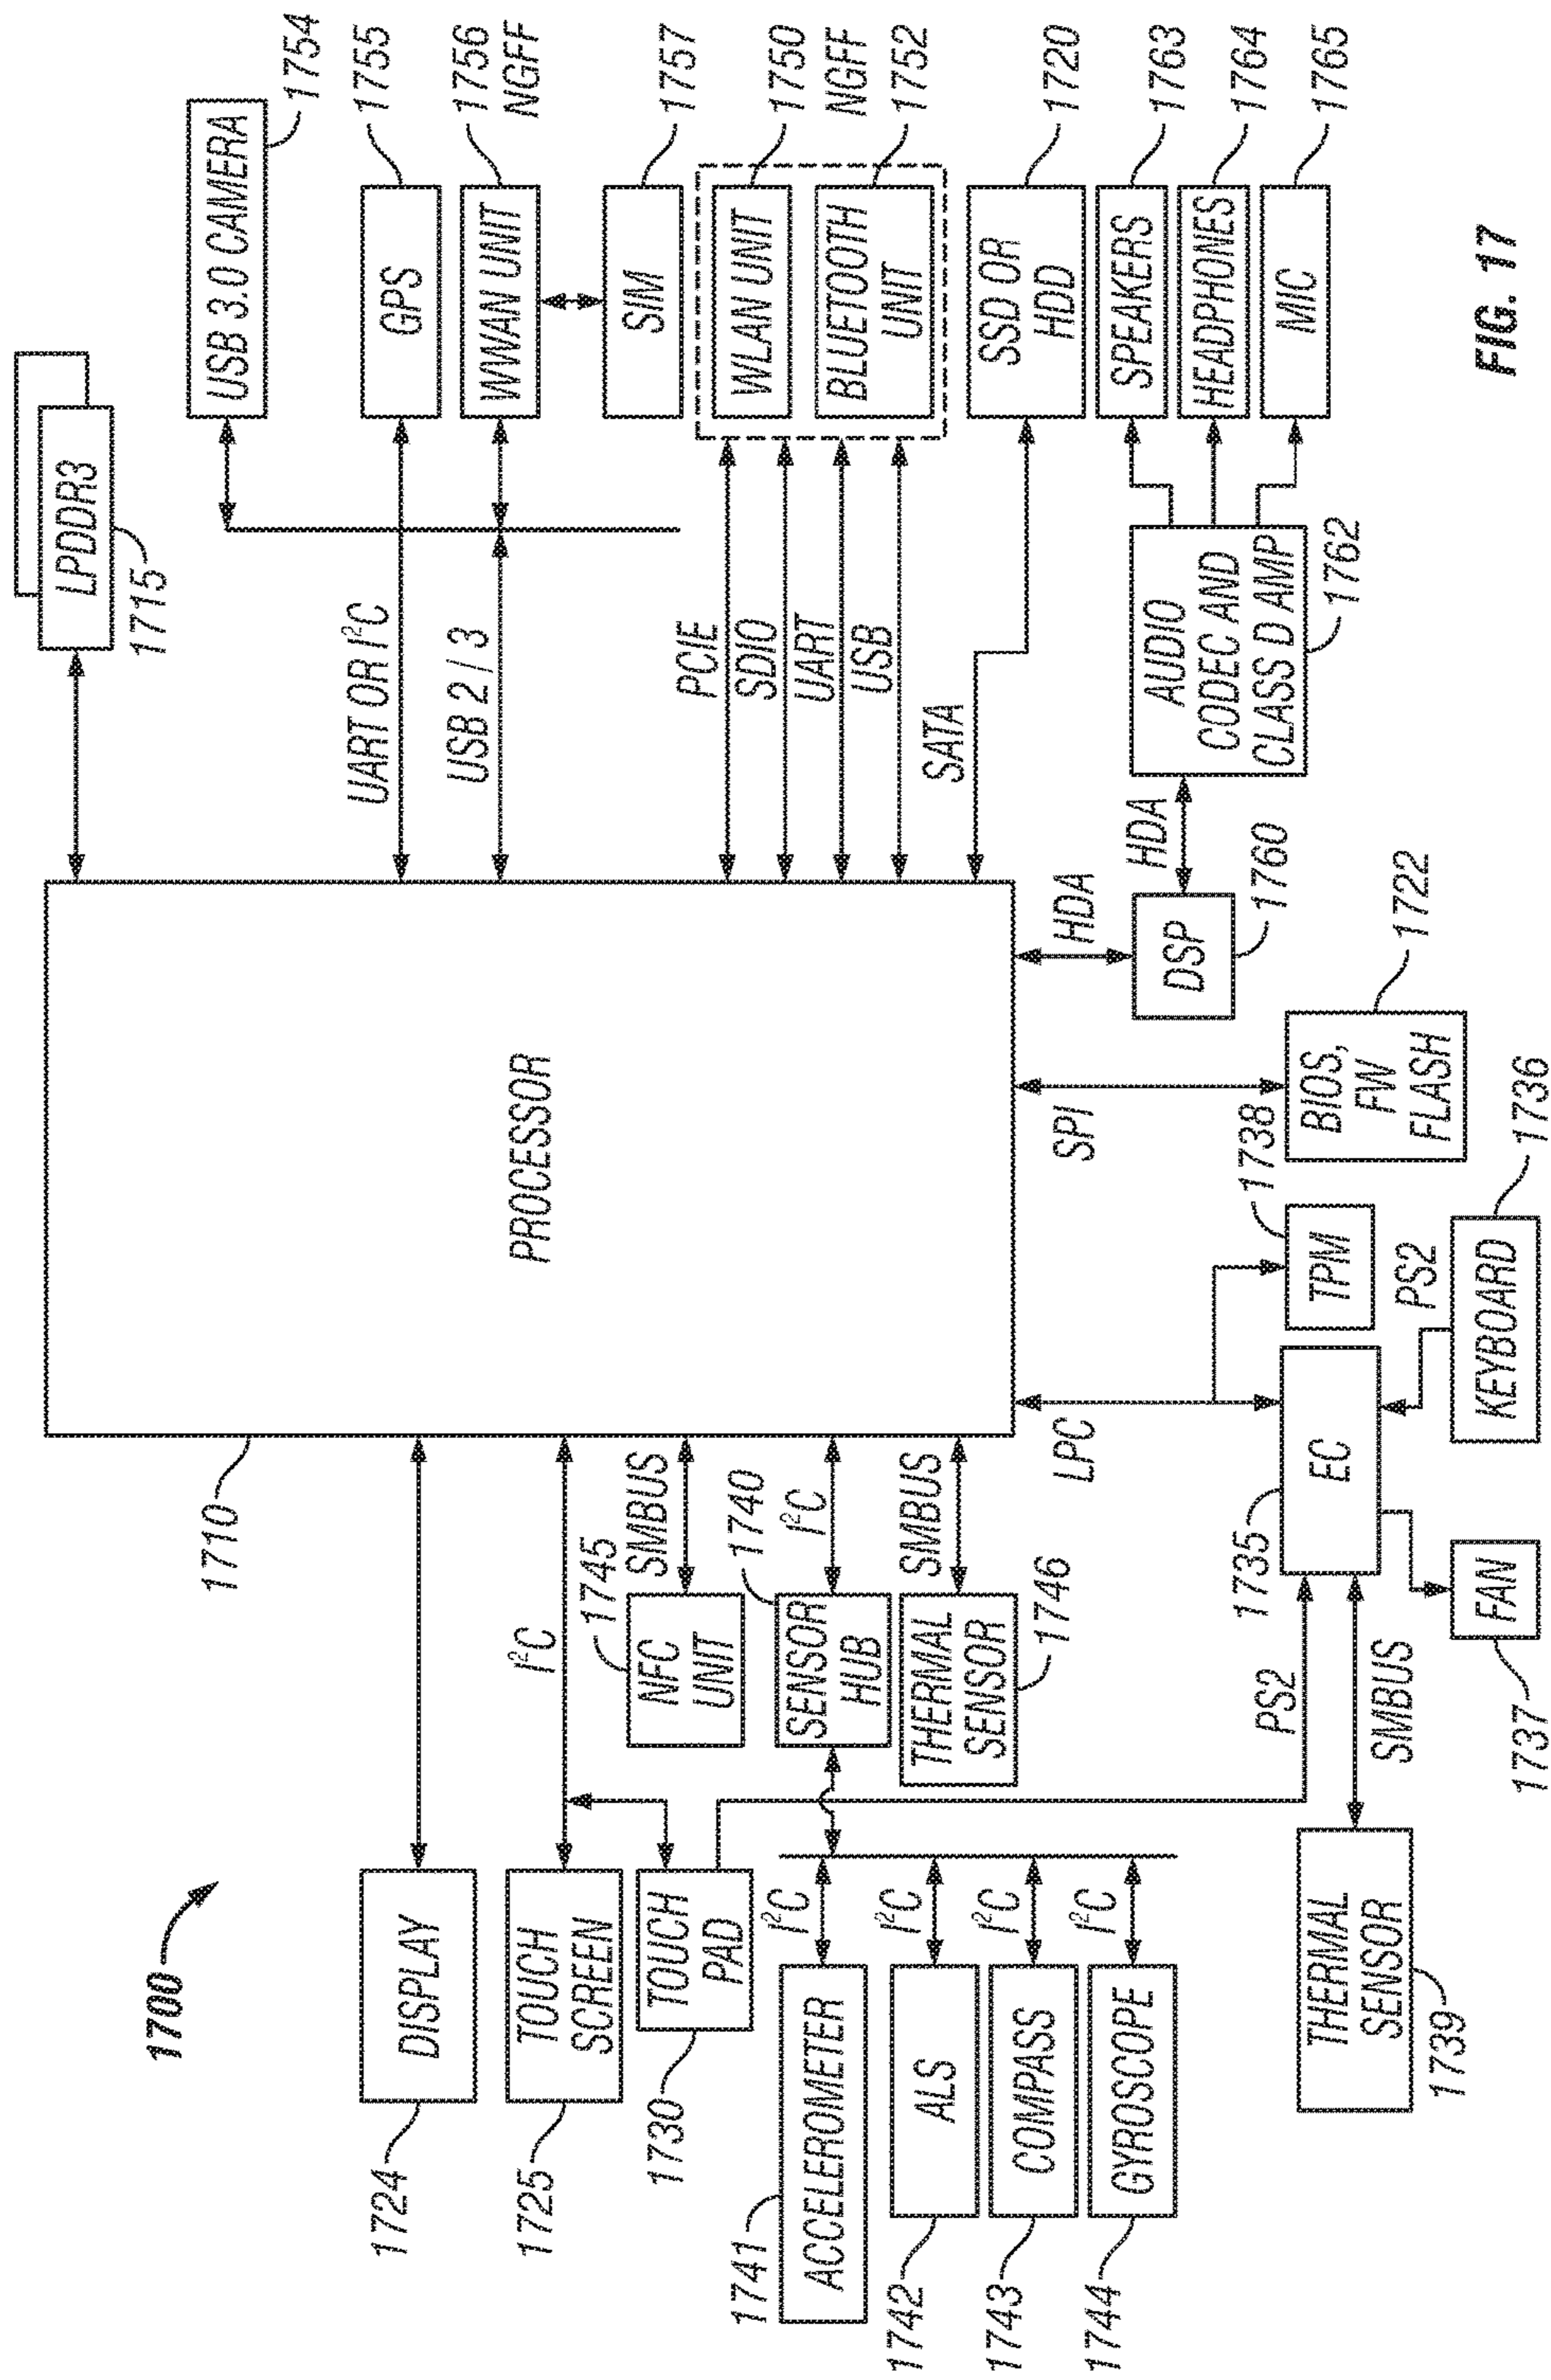 1700
1710
PROCESSOR
LPDDR3
1715
USB 3.0 CAMERA
1754
UART OR I²C
GPS
1755
USB 2 / 3
WWAN UNIT
1756
NGFF
SIM
1757
PCIE
SDIO
UART
USB
WLAN UNIT
1750
NGFF
BLUETOOTH
UNIT
1752
SATA
SSD OR
HDD
1720
SPEAKERS
1763
HEADPHONES
1764
MIC
1765
AUDIO
CODEC AND
CLASS D AMP
1762
HDA
HDA
DSP
1760
SPI
BIOS,
FW
FLASH
1722
DISPLAY
1724
I²C
TOUCH
SCREEN
1725
TOUCH
PAD
1730
1745
SMBUS
NFC
UNIT
1740
I²C
SENSOR
HUB
SMBUS
THERMAL
SENSOR
1746
I²C
ACCELEROMETER
1741
I²C
ALS
1742
I²C
COMPASS
1743
I²C
GYROSCOPE
1744
LPC
1738
TPM
EC
1735
PS2
KEYBOARD
1736
PS2
SMBUS
FAN
1737
THERMAL
SENSOR
1739
FIG. 17